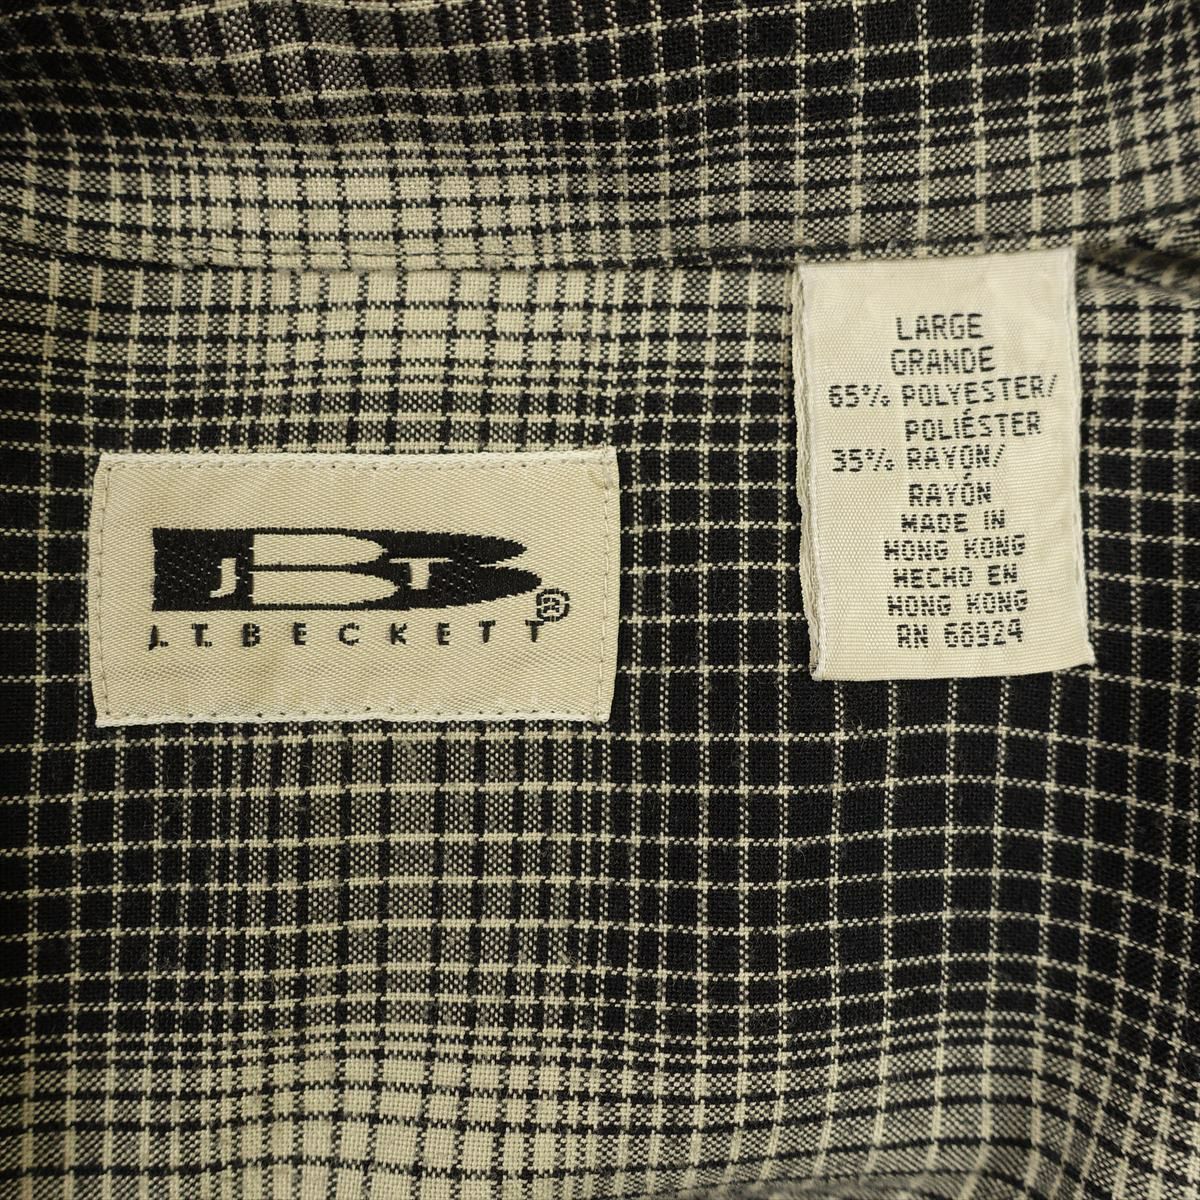 JBT
®
J.T. BECKETT
LARGE
GRANDE
65% POLYESTER/
POLIÉSTER
35% RAYON/
RAYÓN
MADE IN
HONG KONG
HECHO EN
HONG KONG
RN 68924